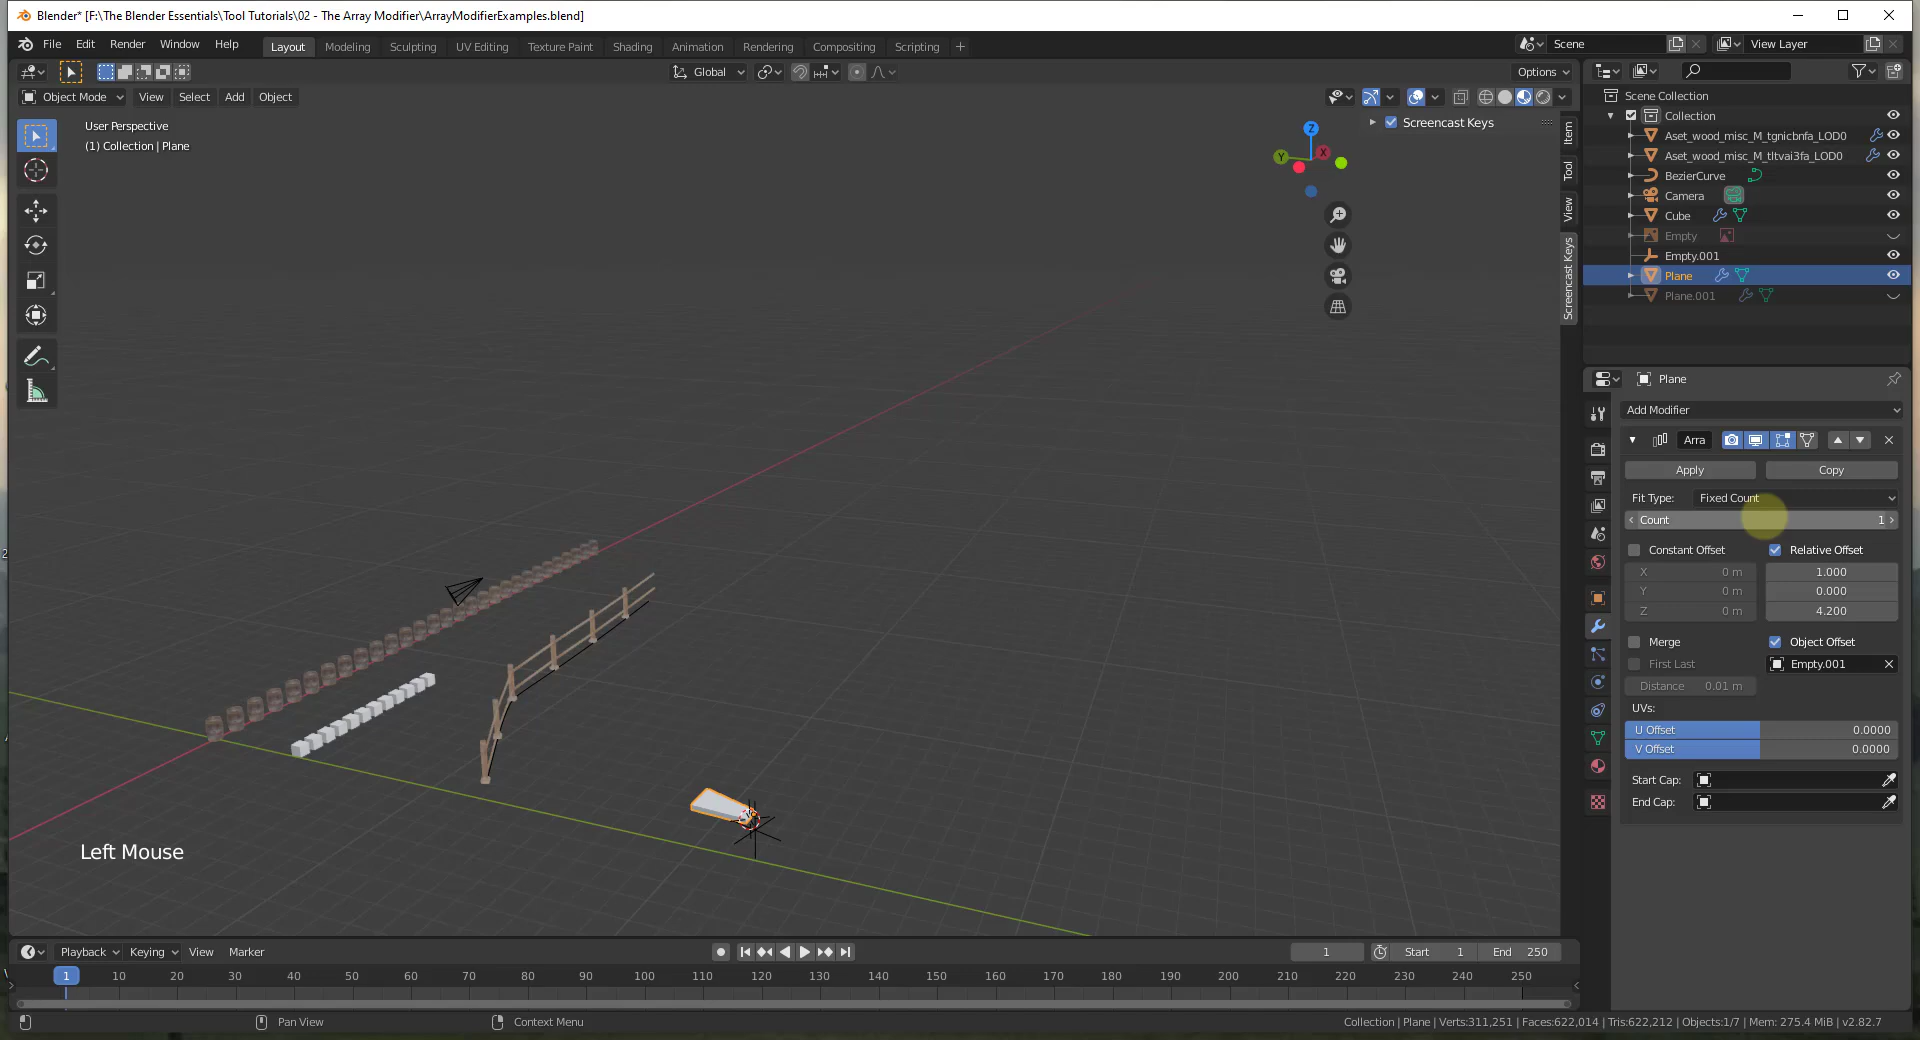 Blender* [F:\The Blender Essentials\Tool Tutorials\02 - The Array Modifier\ArrayModifierExamples.blend]
File Edit Render Window Help Layout Modeling Sculpting UV Editing Texture Paint Shading Animation Rendering Compositing Scripting + Scene View Layer
Global Options
Object Mode View Select Add Object
User Perspective
(1) Collection | Plane
Screencast Keys
Z
Y
X
Item
Tool
View
Screencast Keys
Scene Collection
Collection
Aset_wood_misc_M_tgnicbnfa_LOD0
Aset_wood_misc_M_tltvai3fa_LOD0
BezierCurve
Camera
Cube
Empty
Empty.001
Plane
Plane.001
Plane
Add Modifier
Arra
Apply Copy
Fit Type: Fixed Count
Count 1
Constant Offset Relative Offset
X 0 m 1.000
Y 0 m 0.000
Z 0 m 4.200
Merge Object Offset
First Last Empty.001
Distance 0.01 m
UVs:
U Offset 0.0000
V Offset 0.0000
Start Cap:
End Cap:
Left Mouse
Playback Keying View Marker 1 Start 1 End 250
1 10 20 30 40 50 60 70 80 90 100 110 120 130 140 150 160 170 180 190 200 210 220 230 240 250
Pan View Context Menu Collection | Plane | Verts:311,251 | Faces:622,014 | Tris:622,212 | Objects:1/7 | Mem: 275.4 MiB | v2.82.7